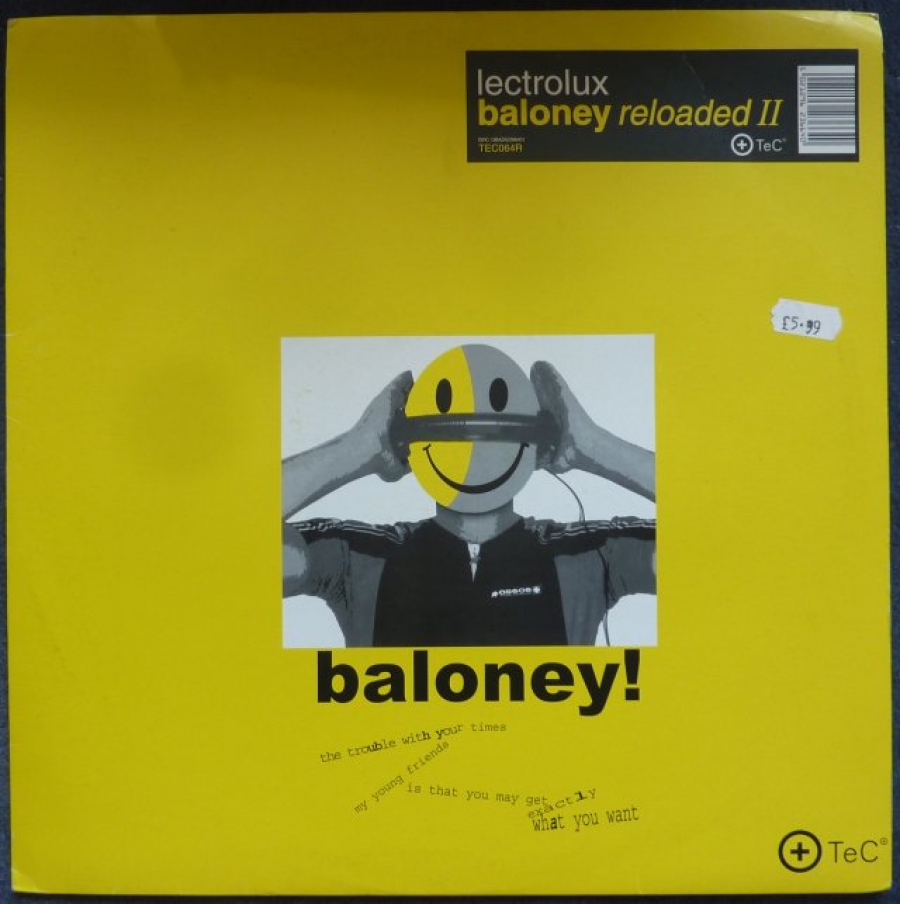 lectrolux
baloney reloaded II
TEC064R
TeC®
£5.99
baloney!
the trouble with your times
my young friends
is that you may get
exactly
what you want
TeC®